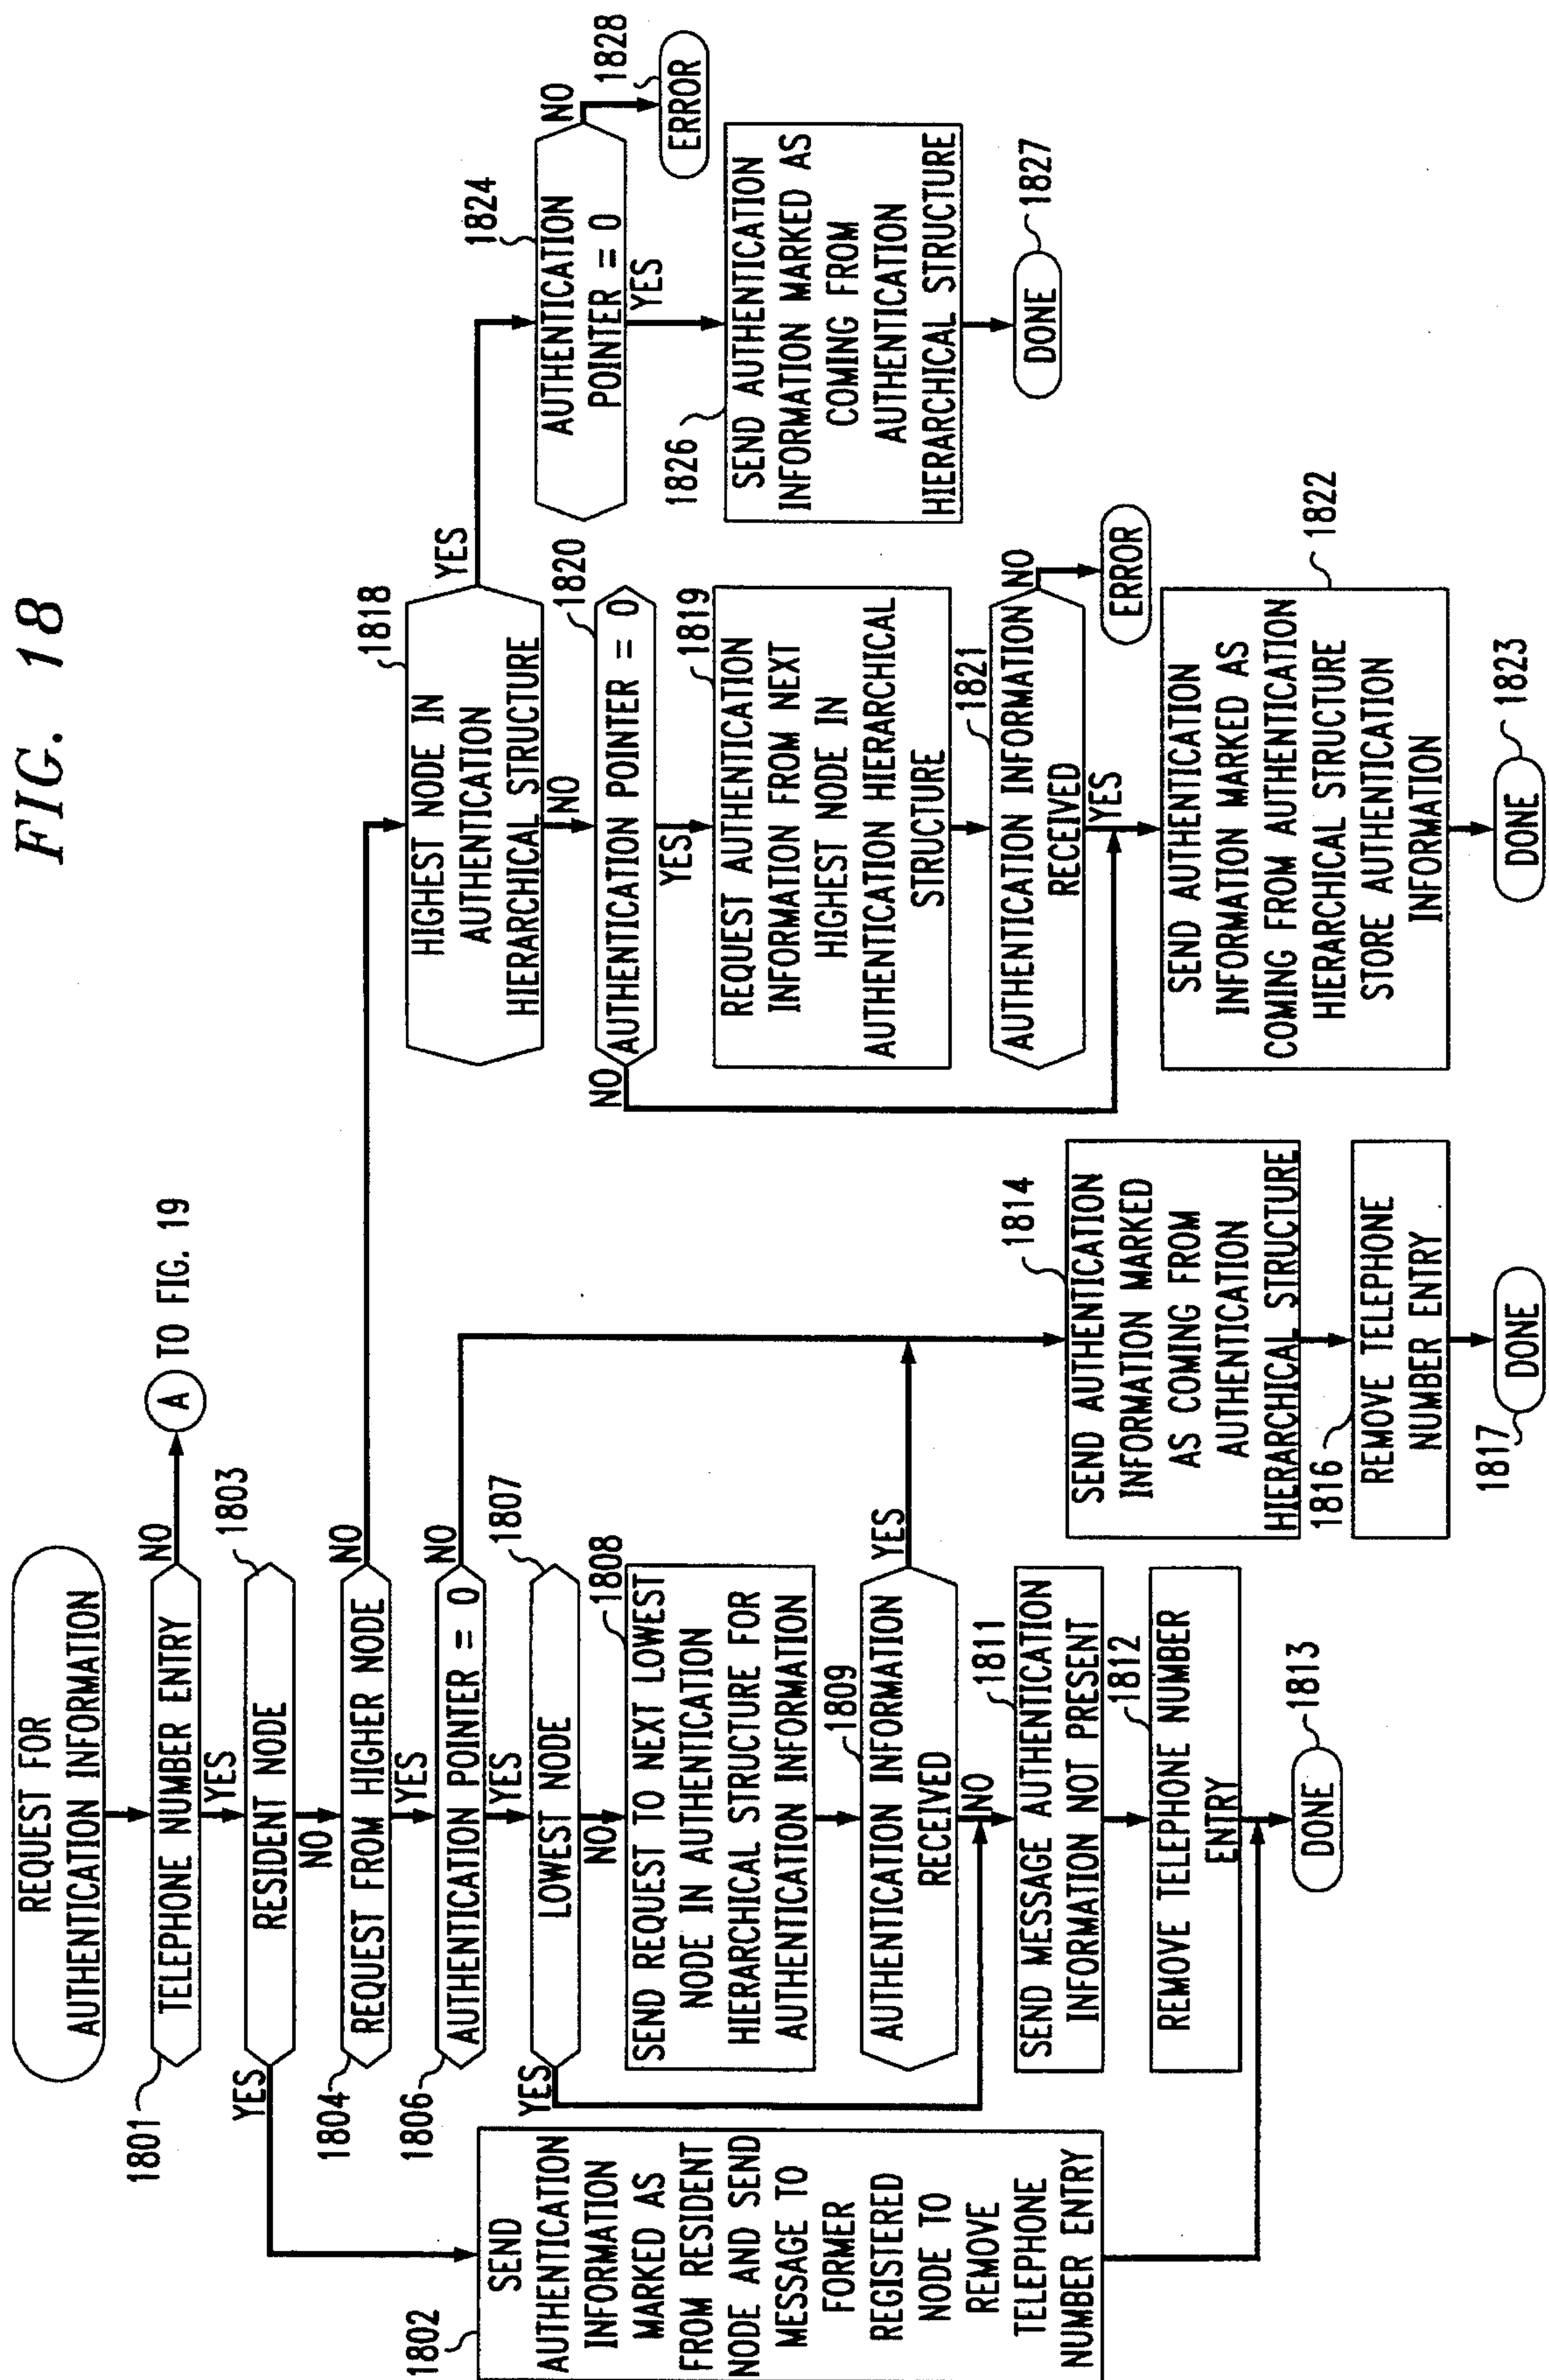 FIG. 18
REQUEST FOR
AUTHENTICATION INFORMATION
1801
TELEPHONE NUMBER ENTRY
NO
A
TO FIG. 19
YES
1803
RESIDENT NODE
YES
NO
1802
SEND
AUTHENTICATION
INFORMATION
MARKED AS
FROM RESIDENT
NODE AND SEND
MESSAGE TO
FORMER
REGISTERED
NODE TO
REMOVE
TELEPHONE
NUMBER ENTRY
1804
REQUEST FROM HIGHER NODE
NO
YES
1806
AUTHENTICATION POINTER = 0
NO
YES
1807
LOWEST NODE
YES
NO
1808
SEND REQUEST TO NEXT LOWEST
NODE IN AUTHENTICATION
HIERARCHICAL STRUCTURE FOR
AUTHENTICATION INFORMATION
1809
AUTHENTICATION INFORMATION
RECEIVED
YES
NO
1811
SEND MESSAGE AUTHENTICATION
INFORMATION NOT PRESENT
1812
REMOVE TELEPHONE NUMBER
ENTRY
1813
DONE
1814
SEND AUTHENTICATION
INFORMATION MARKED
AS COMING FROM
AUTHENTICATION
HIERARCHICAL STRUCTURE
1816
REMOVE TELEPHONE
NUMBER ENTRY
1817
DONE
1818
HIGHEST NODE IN
AUTHENTICATION
HIERARCHICAL STRUCTURE
YES
NO
1820
AUTHENTICATION POINTER = 0
NO
YES
1819
REQUEST AUTHENTICATION
INFORMATION FROM NEXT
HIGHEST NODE IN
AUTHENTICATION HIERARCHICAL
STRUCTURE
1821
AUTHENTICATION INFORMATION
RECEIVED
NO
ERROR
YES
1822
SEND AUTHENTICATION
INFORMATION MARKED AS
COMING FROM AUTHENTICATION
HIERARCHICAL STRUCTURE
STORE AUTHENTICATION
INFORMATION
1823
DONE
1824
AUTHENTICATION
POINTER = 0
NO
1828
ERROR
YES
1826
SEND AUTHENTICATION
INFORMATION MARKED AS
COMING FROM
AUTHENTICATION
HIERARCHICAL STRUCTURE
1827
DONE